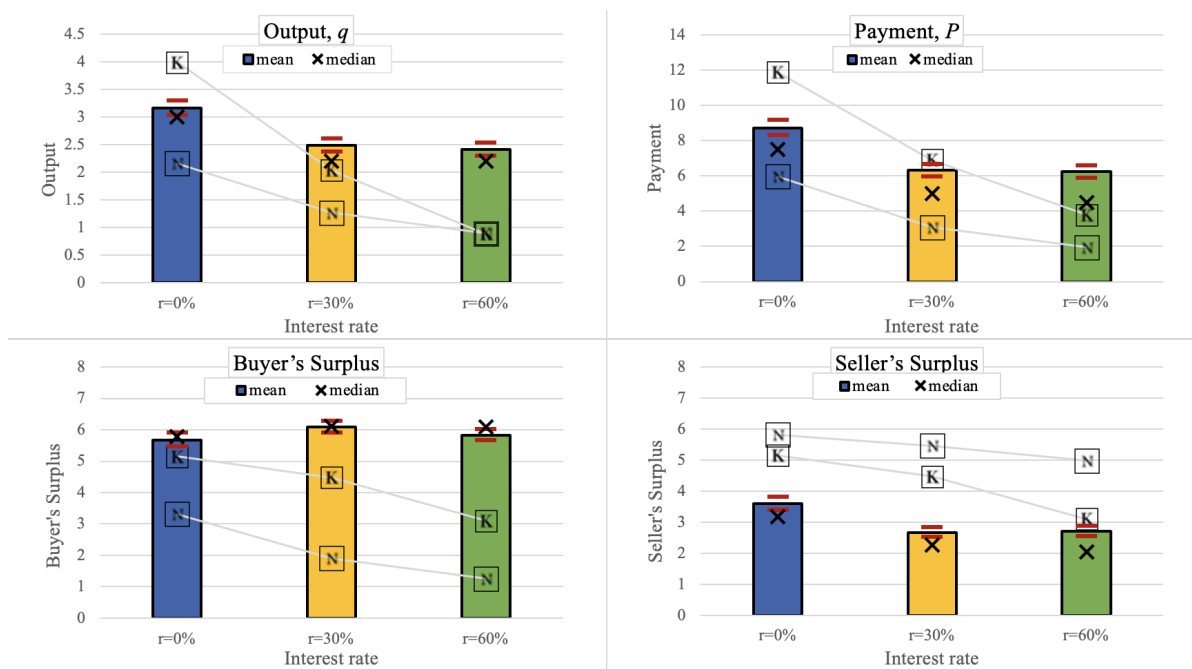 Output, q
mean median
Output
4.5
4
3.5
3
2.5
2
1.5
1
0.5
0
K
N
K
N
K
r=0% r=30% r=60%
Interest rate
Payment, P
mean median
Payment
14
12
10
8
6
4
2
0
K
N
K
N
K
N
r=0% r=30% r=60%
Interest rate
Buyer’s Surplus
mean median
Buyer's Surplus
8
7
6
5
4
3
2
1
0
K
N
K
N
K
N
r=0% r=30% r=60%
Interest rate
Seller’s Surplus
mean median
Seller's Surplus
8
7
6
5
4
3
2
1
0
N
K
N
K
N
K
r=0% r=30% r=60%
Interest rate